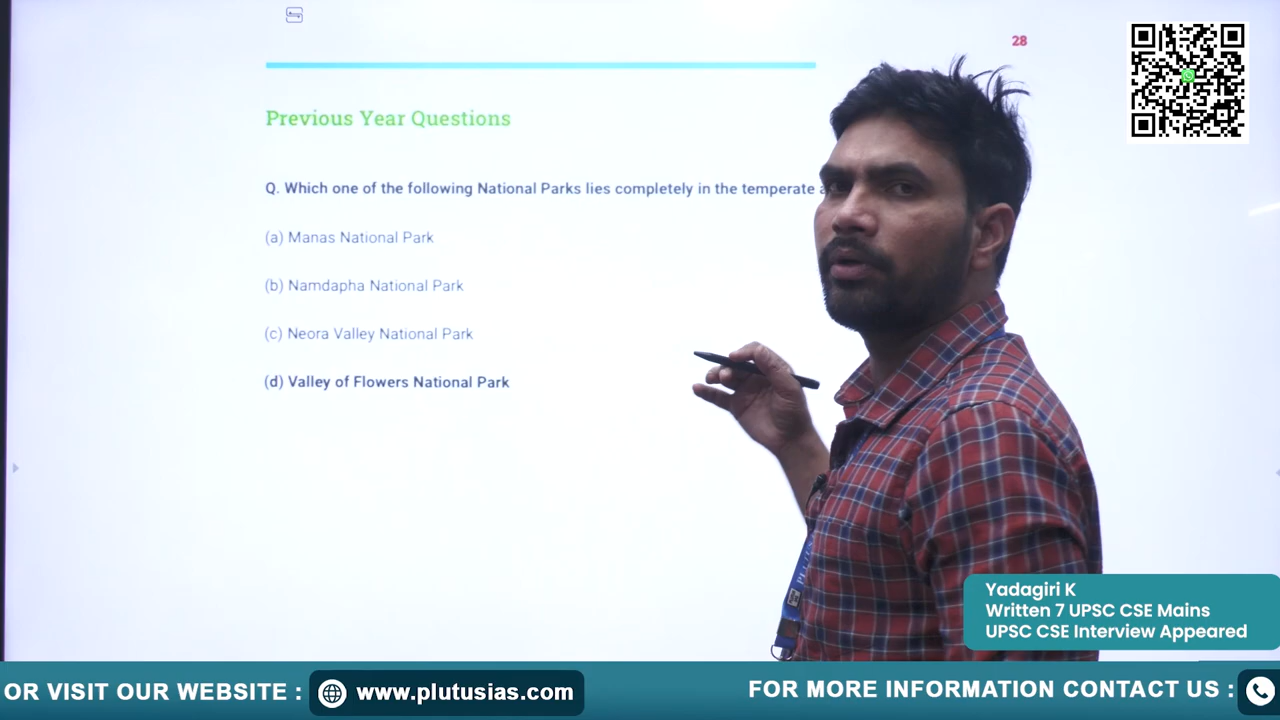 28
Previous Year Questions
Q. Which one of the following National Parks lies completely in the temperate
(a) Manas National Park
(b) Namdapha National Park
(c) Neora Valley National Park
(d) Valley of Flowers National Park
Yadagiri K
Written 7 UPSC CSE Mains
UPSC CSE Interview Appeared
OR VISIT OUR WEBSITE : www.plutusias.com FOR MORE INFORMATION CONTACT US :